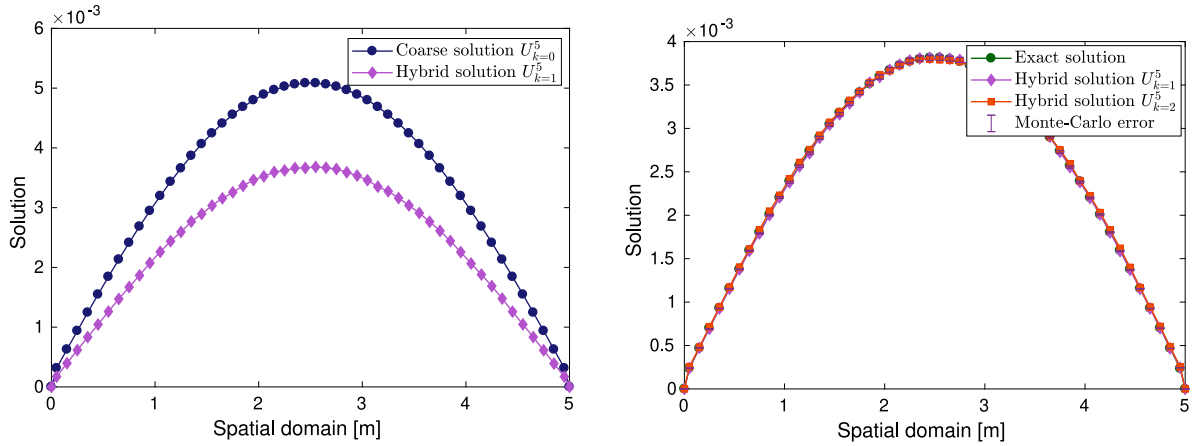 ×10⁻³
6
5
4
3
2
1
0
Solution
0 1 2 3 4 5
Spatial domain [m]
Coarse solution U⁵ₖ₌₀
Hybrid solution U⁵ₖ₌₁
×10⁻³
4
3.5
3
2.5
2
1.5
1
0.5
0
Solution
0 1 2 3 4 5
Spatial domain [m]
Exact solution
Hybrid solution U⁵ₖ₌₁
Hybrid solution U⁵ₖ₌₂
Monte-Carlo error